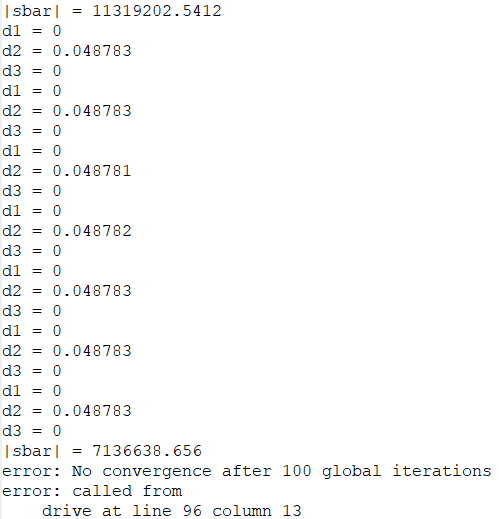 |sbar| = 11319202.5412
d1 = 0
d2 = 0.048783
d3 = 0
d1 = 0
d2 = 0.048783
d3 = 0
d1 = 0
d2 = 0.048781
d3 = 0
d1 = 0
d2 = 0.048782
d3 = 0
d1 = 0
d2 = 0.048783
d3 = 0
d1 = 0
d2 = 0.048783
d3 = 0
d1 = 0
d2 = 0.048783
d3 = 0
|sbar| = 7136638.656
error: No convergence after 100 global iterations
error: called from
    drive at line 96 column 13